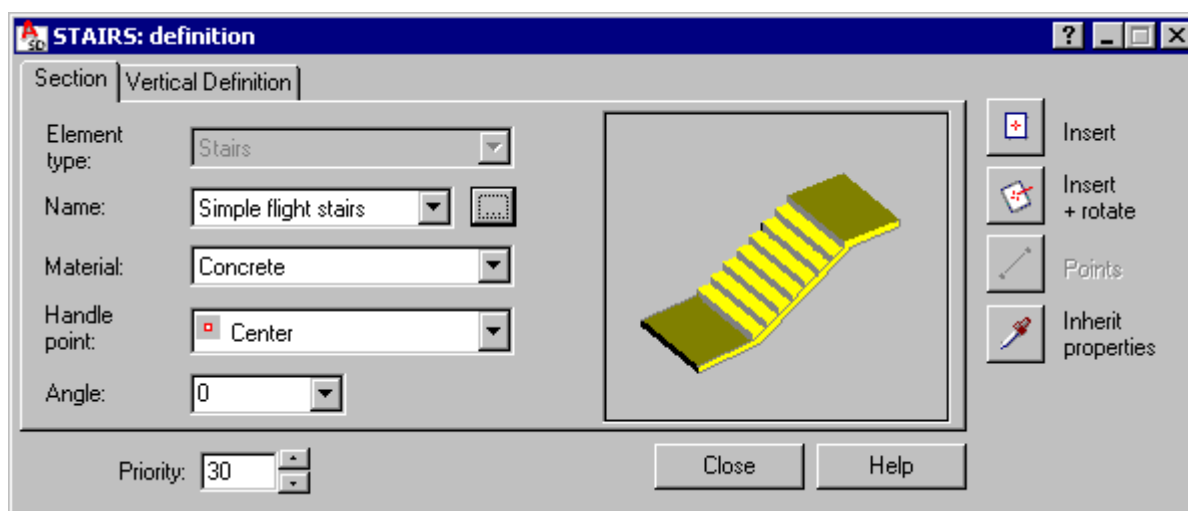 STAIRS: definition
Section
Vertical Definition
Element
type:
Stairs
Name:
Simple flight stairs
...
Material:
Concrete
Handle
point:
Center
Angle:
0
Priority:
30
Close
Help
Insert
Insert
+ rotate
Points
Inherit
properties